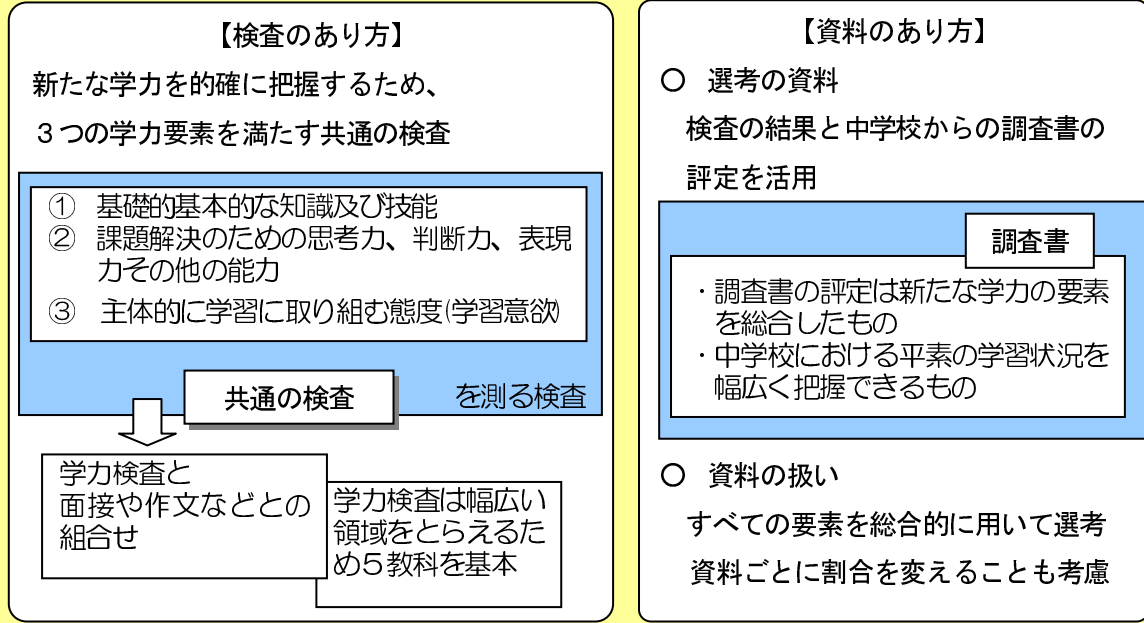 【検査のあり方】
新たな学力を的確に把握するため、
３つの学力要素を満たす共通の検査
① 基礎的基本的な知識及び技能
② 課題解決のための思考力、判断力、表現
力その他の能力
③ 主体的に学習に取り組む態度(学習意欲)
共通の検査
を測る検査
学力検査と
面接や作文などとの
組合せ
学力検査は幅広い
領域をとらえるた
め５教科を基本
【資料のあり方】
○ 選考の資料
検査の結果と中学校からの調査書の
評定を活用
調査書
・調査書の評定は新たな学力の要素
を総合したもの
・中学校における平素の学習状況を
幅広く把握できるもの
○ 資料の扱い
すべての要素を総合的に用いて選考
資料ごとに割合を変えることも考慮